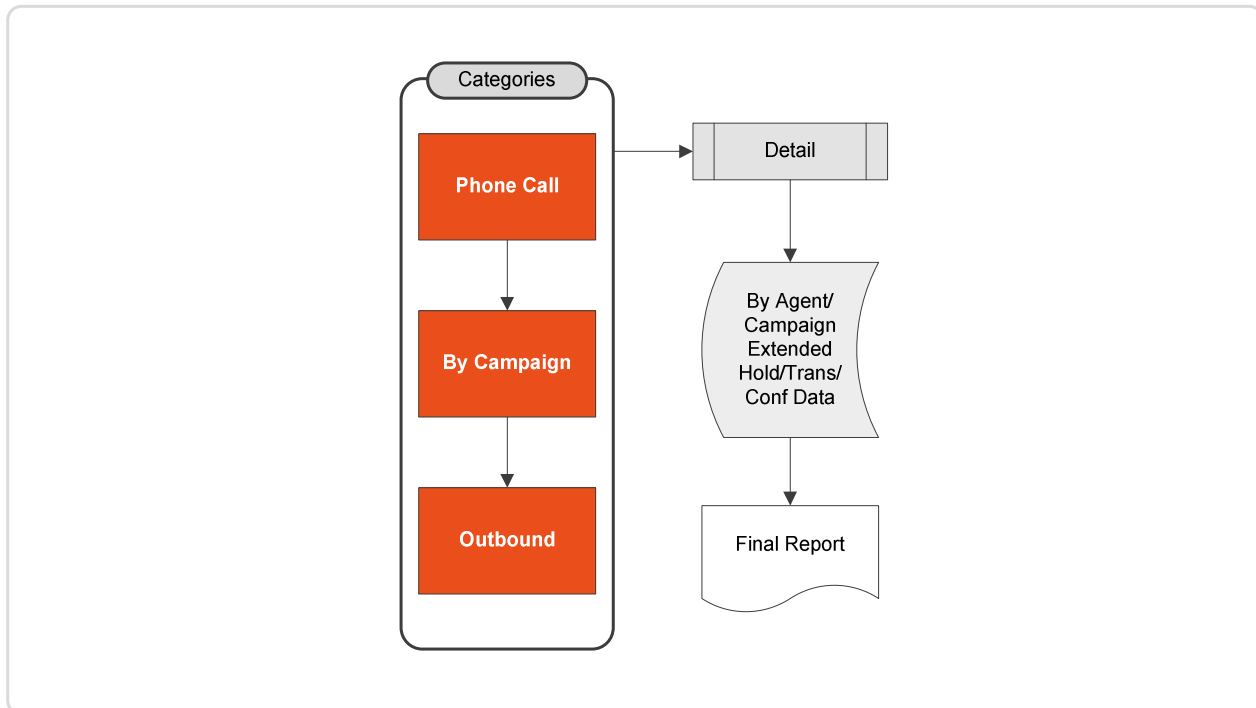 Categories
Phone Call
By Campaign
Outbound
Detail
By Agent/
Campaign
Extended
Hold/Trans/
Conf Data
Final Report